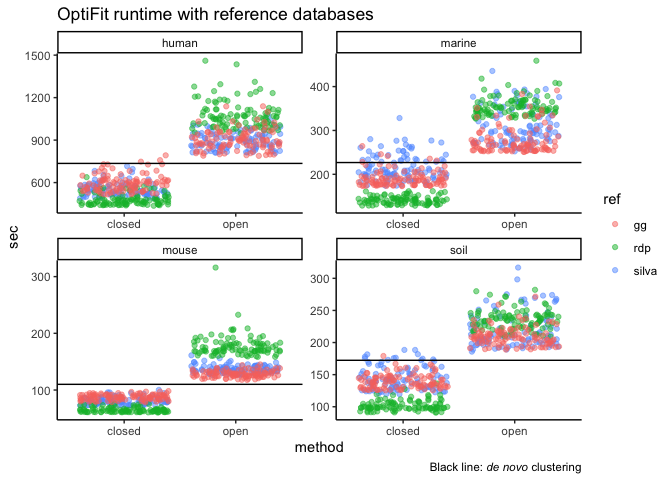 OptiFit runtime with reference databases
human
marine
1500
1200
900
600
400
300
200
closed
open
closed
open
sec
mouse
soil
300
200
100
300
250
200
150
100
closed
open
closed
open
method
ref
gg
rdp
silva
Black line: de novo clustering